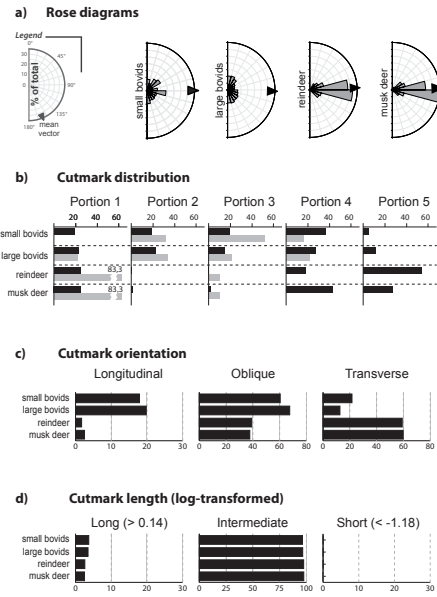 a) Rose diagrams
Legend
0°
45°
90°
135°
180°
30
20
10
0
% of total
mean
vector
small bovids
large bovids
reindeer
musk deer
b) Cutmark distribution
Portion 1 Portion 2 Portion 3 Portion 4 Portion 5
20 40 60 20 40 60 20 40 60 20 40 60 20 40 60
small bovids
large bovids
reindeer 83,3
musk deer 83,3
c) Cutmark orientation
Longitudinal Oblique Transverse
small bovids
large bovids
reindeer
musk deer
0 10 20 30 0 20 40 60 80 0 20 40 60 80
d) Cutmark length (log-transformed)
Long (> 0.14) Intermediate Short (< -1.18)
small bovids
large bovids
reindeer
musk deer
0 10 20 30 0 25 50 75 100 0 10 20 30